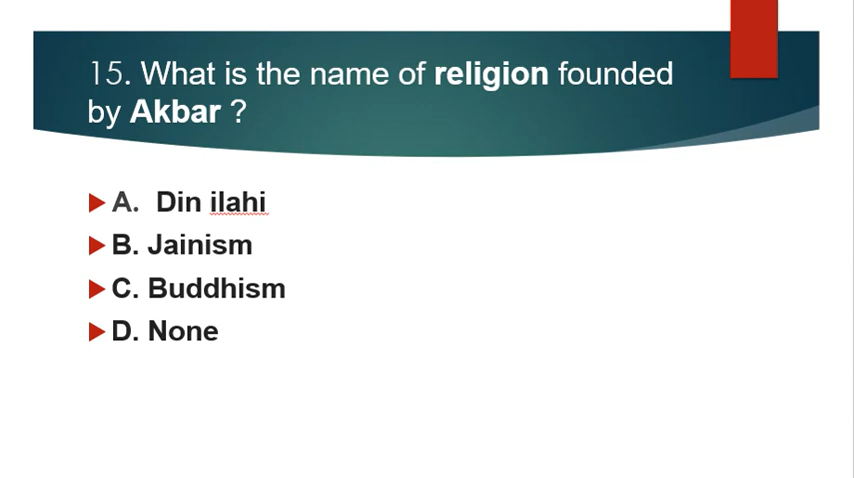 15. What is the name of religion founded
by Akbar ?
A. Din ilahi
B. Jainism
C. Buddhism
D. None